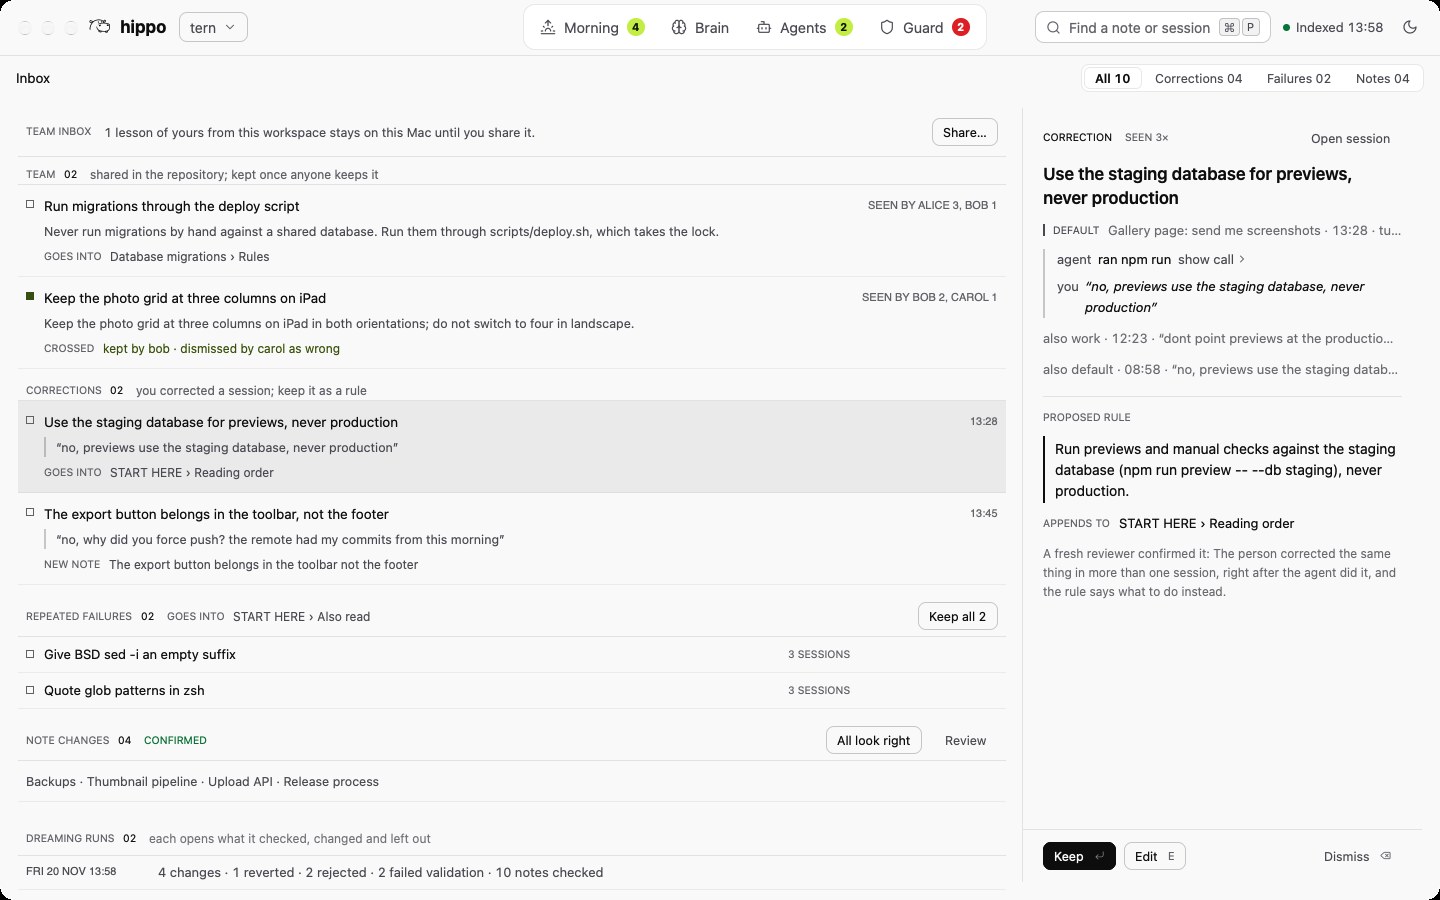 hippo
tern
Morning 4
Brain
Agents 2
Guard 2
Find a note or session ⌘ P
Indexed 13:58
Inbox
All 10
Corrections 04
Failures 02
Notes 04
TEAM INBOX 1 lesson of yours from this workspace stays on this Mac until you share it.
Share...
TEAM 02 shared in the repository; kept once anyone keeps it
Run migrations through the deploy script
SEEN BY ALICE 3, BOB 1
Never run migrations by hand against a shared database. Run them through scripts/deploy.sh, which takes the lock.
GOES INTO Database migrations › Rules
Keep the photo grid at three columns on iPad
SEEN BY BOB 2, CAROL 1
Keep the photo grid at three columns on iPad in both orientations; do not switch to four in landscape.
CROSSED kept by bob · dismissed by carol as wrong
CORRECTIONS 02 you corrected a session; keep it as a rule
Use the staging database for previews, never production
13:28
“no, previews use the staging database, never production”
GOES INTO START HERE › Reading order
The export button belongs in the toolbar, not the footer
13:45
“no, why did you force push? the remote had my commits from this morning”
NEW NOTE The export button belongs in the toolbar not the footer
REPEATED FAILURES 02 GOES INTO START HERE › Also read
Keep all 2
Give BSD sed -i an empty suffix
3 SESSIONS
Quote glob patterns in zsh
3 SESSIONS
NOTE CHANGES 04 CONFIRMED
All look right
Review
Backups · Thumbnail pipeline · Upload API · Release process
DREAMING RUNS 02 each opens what it checked, changed and left out
FRI 20 NOV 13:58 4 changes · 1 reverted · 2 rejected · 2 failed validation · 10 notes checked
CORRECTION SEEN 3×
Open session
Use the staging database for previews,
never production
DEFAULT Gallery page: send me screenshots · 13:28 · tu...
agent ran npm run show call ›
you “no, previews use the staging database, never
production”
also work · 12:23 · “dont point previews at the productio...
also default · 08:58 · “no, previews use the staging datab...
PROPOSED RULE
Run previews and manual checks against the staging
database (npm run preview -- --db staging), never
production.
APPENDS TO START HERE › Reading order
A fresh reviewer confirmed it: The person corrected the same
thing in more than one session, right after the agent did it, and
the rule says what to do instead.
Keep
Edit E
Dismiss